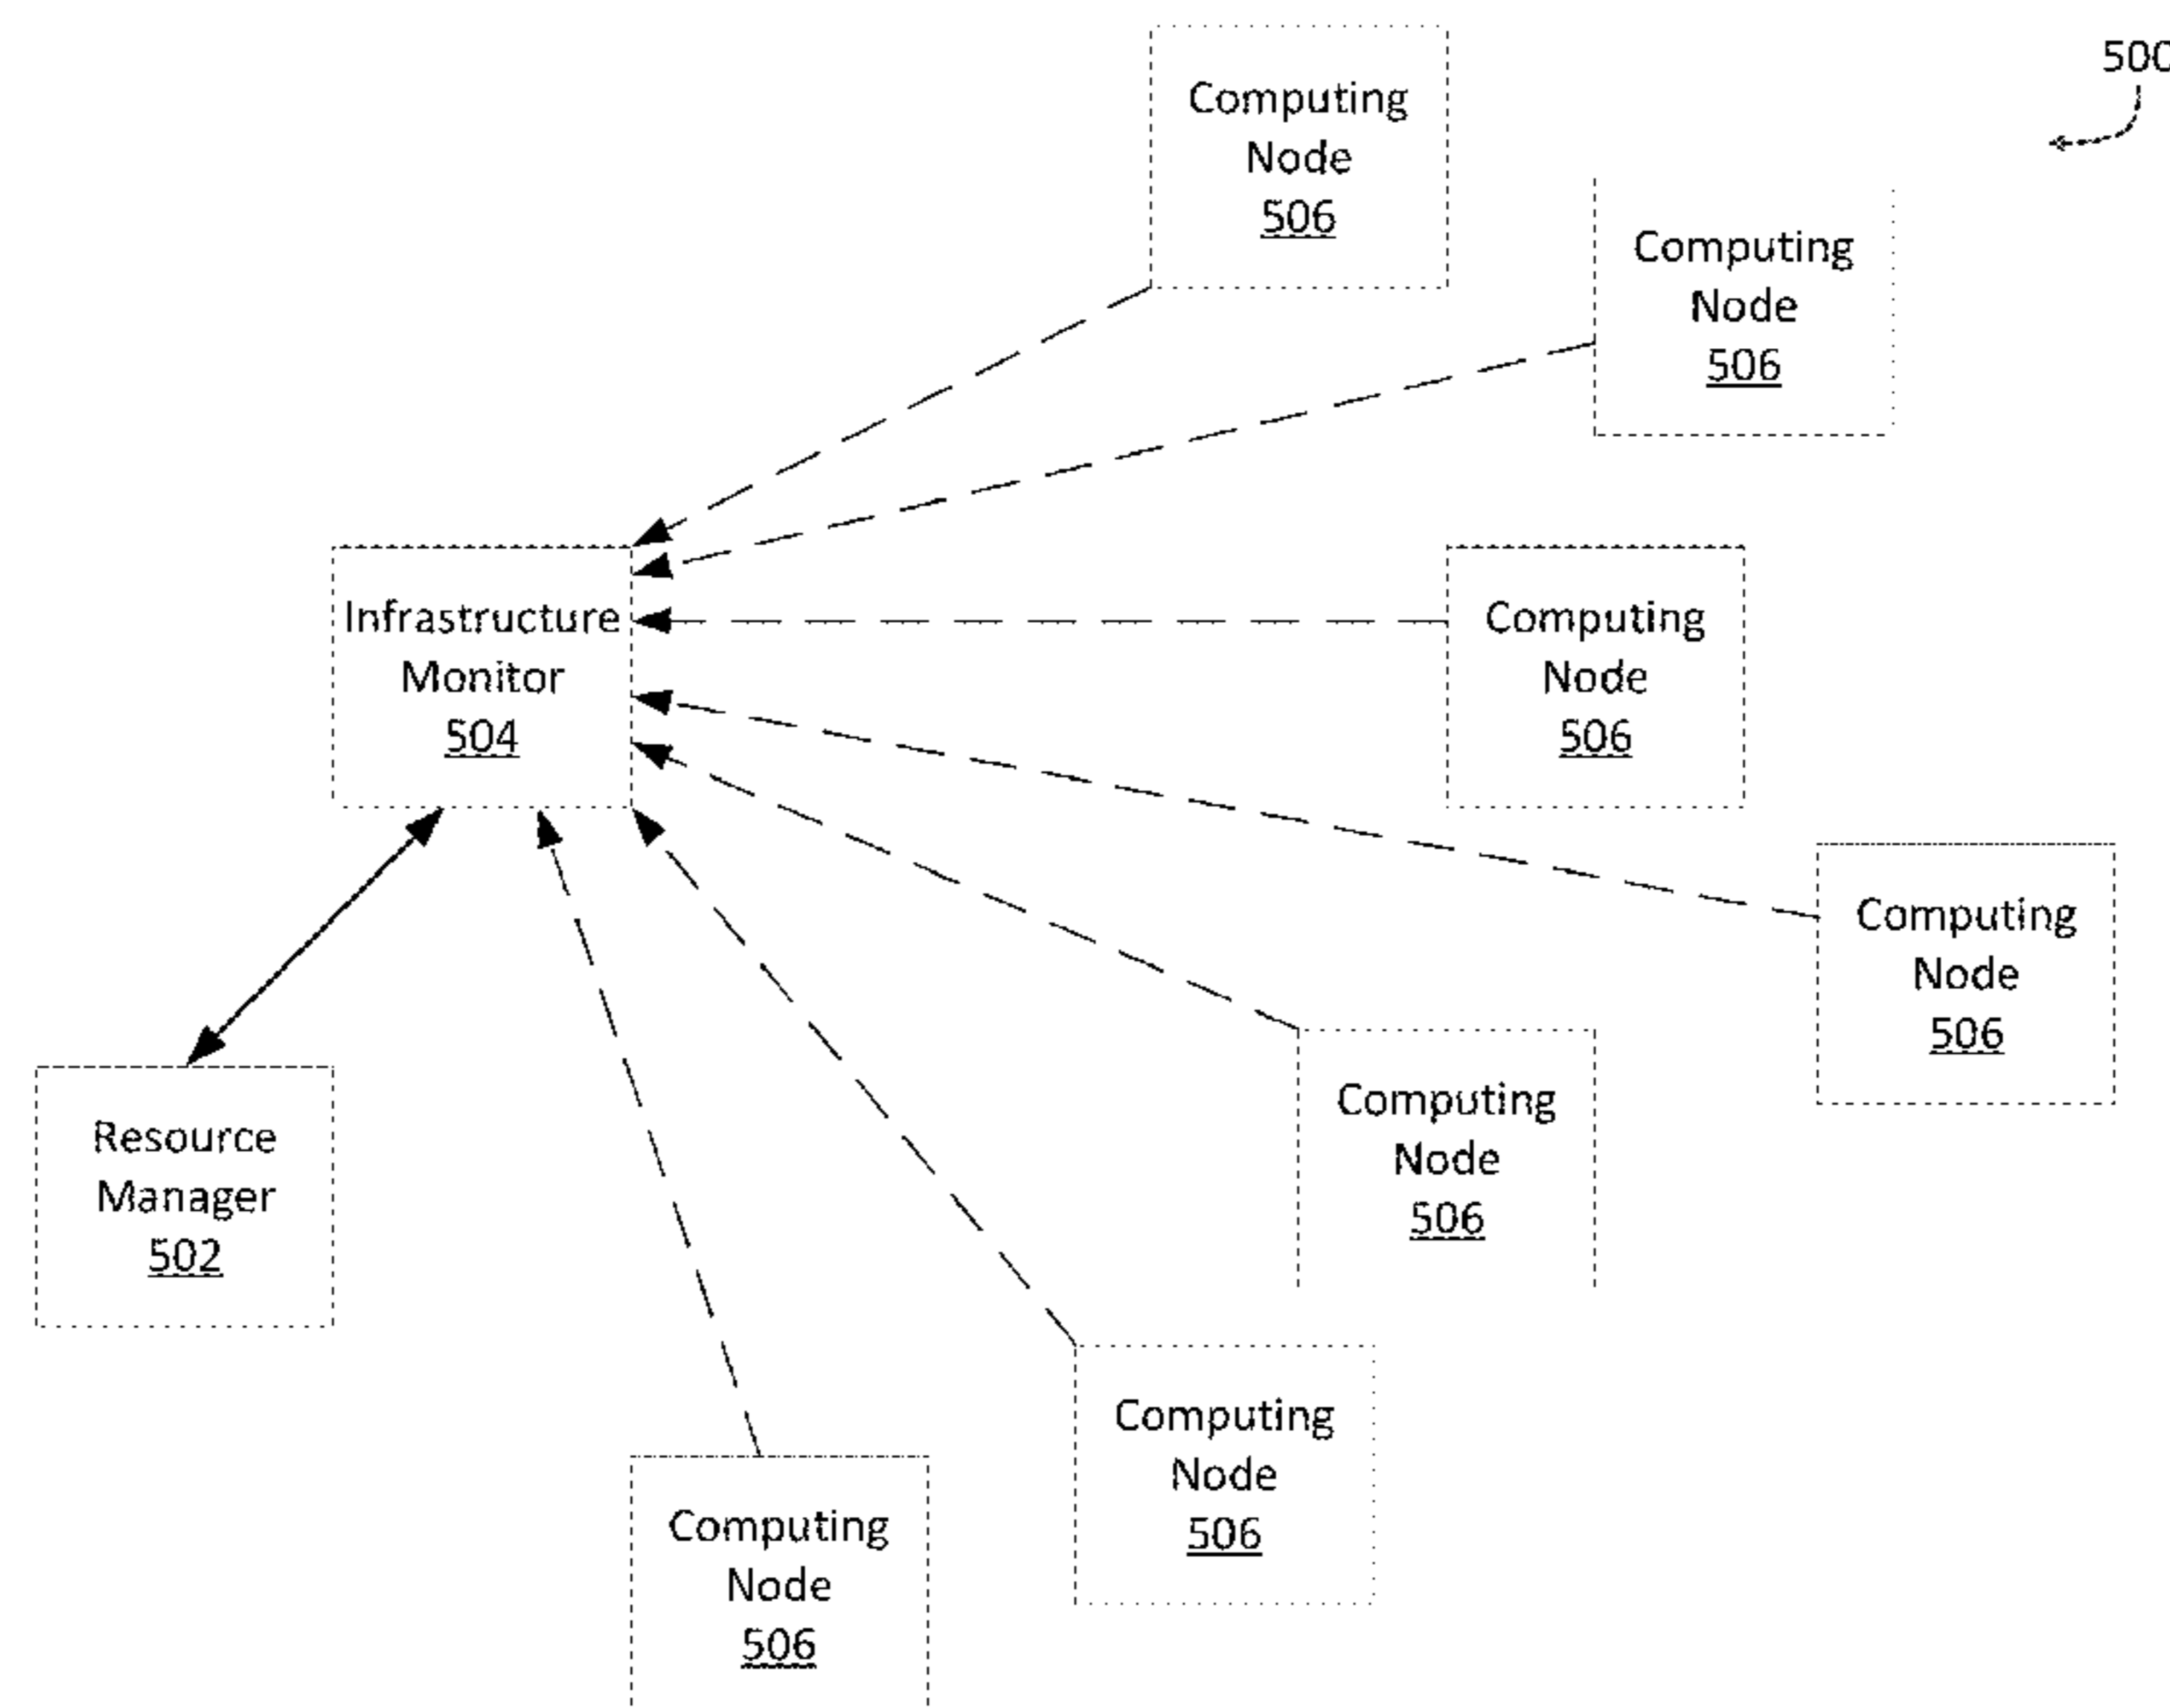 500
Computing
Node
506
Computing
Node
506
Infrastructure
Monitor
504
Computing
Node
506
Computing
Node
506
Resource
Manager
502
Computing
Node
506
Computing
Node
506
Computing
Node
506